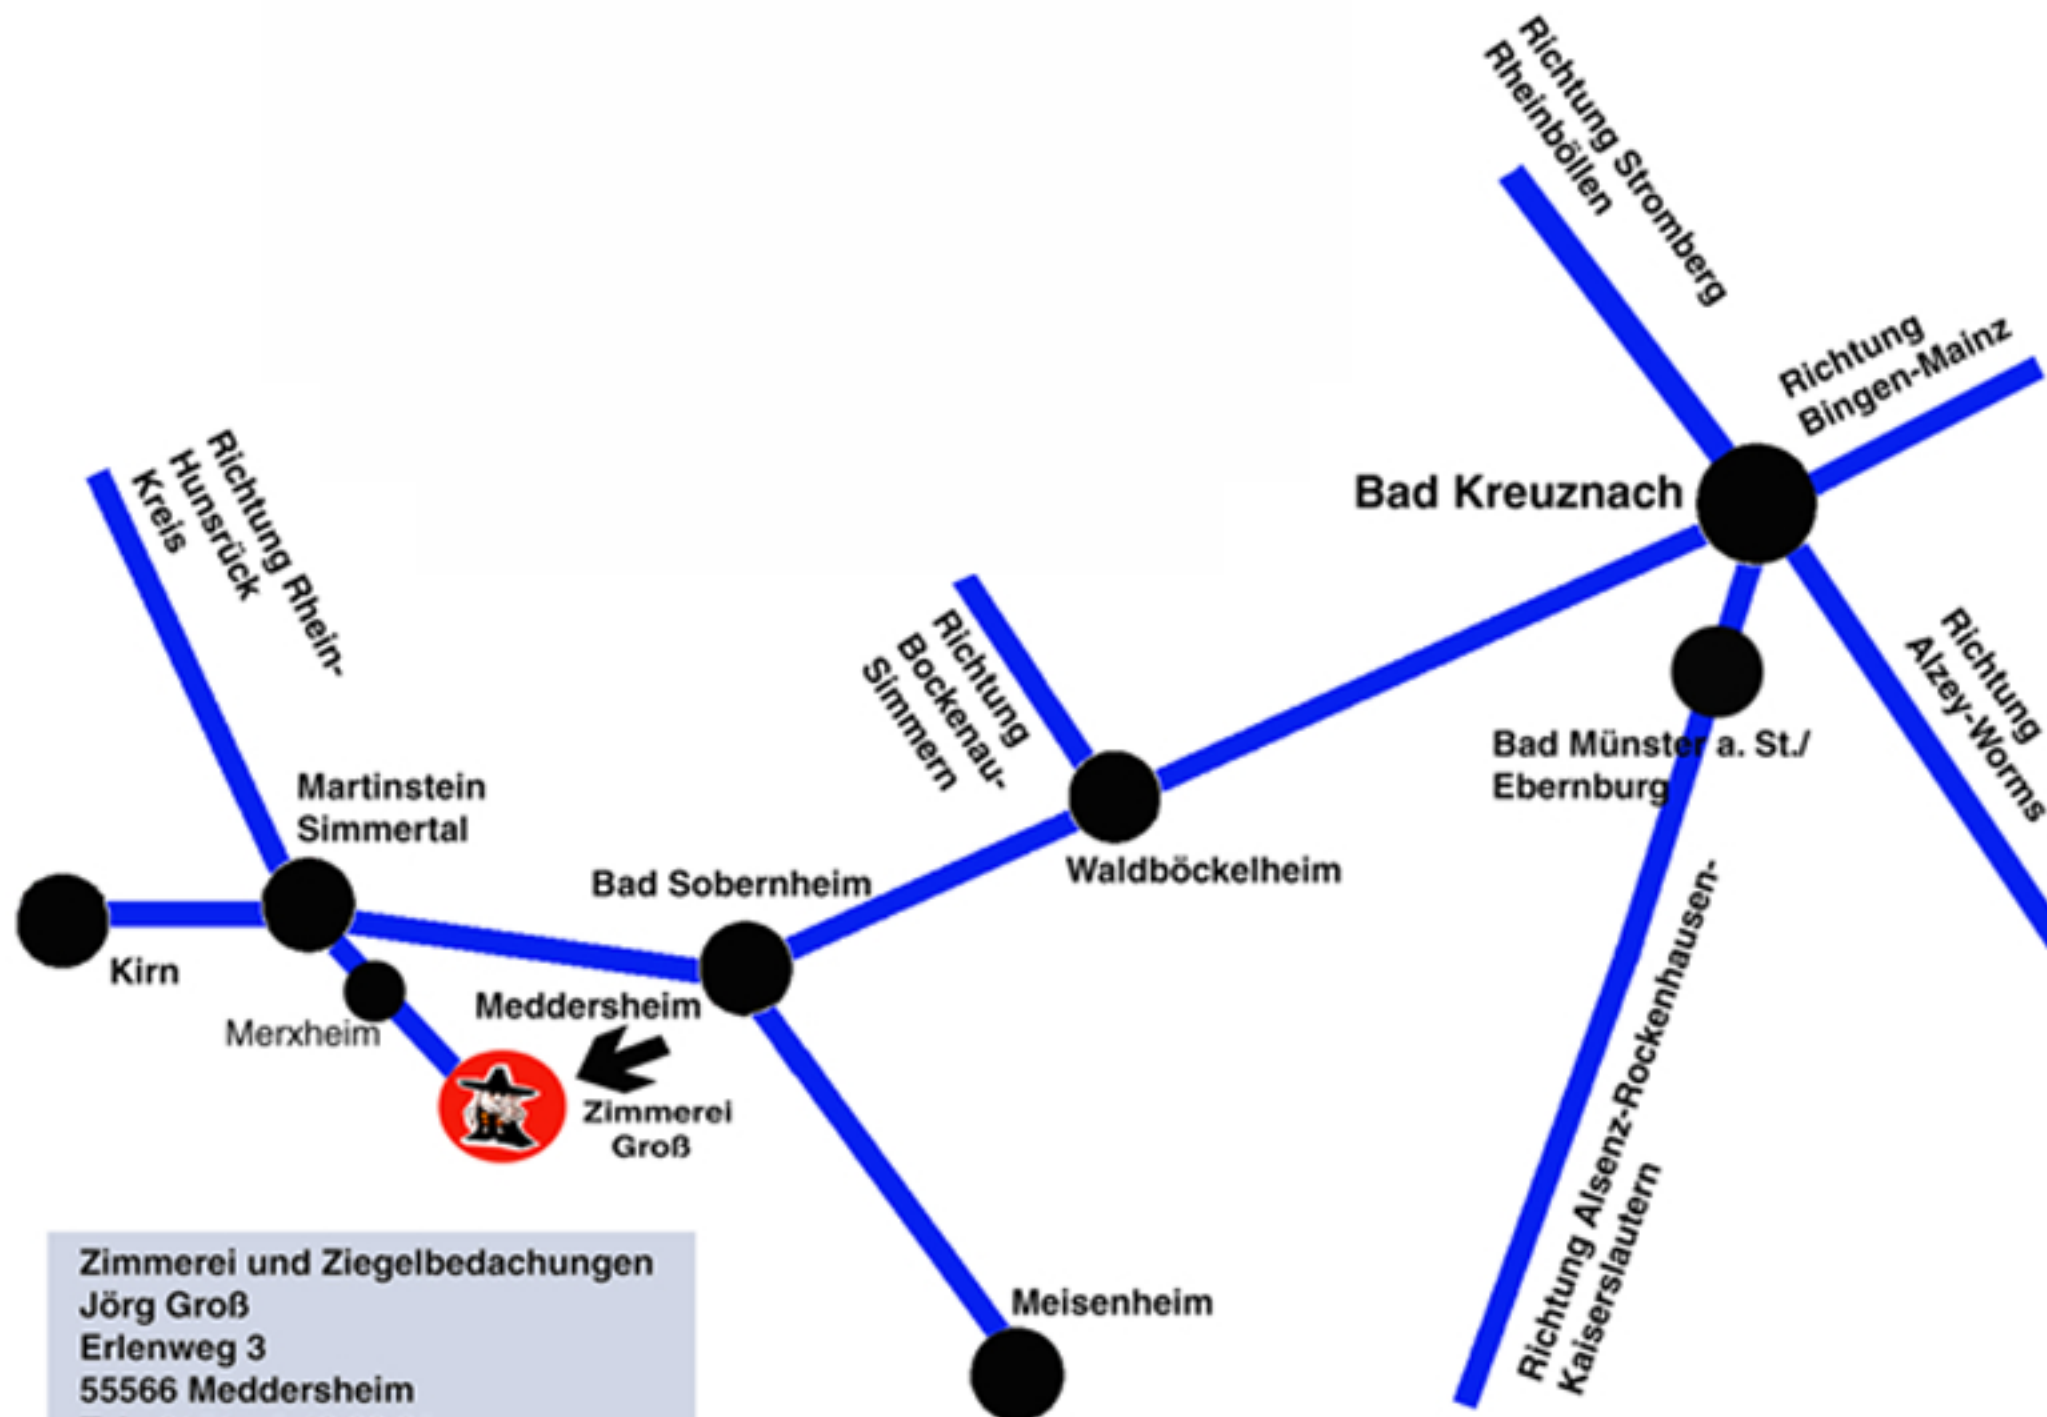 Richtung Stromberg
Rheinböllen
Richtung
Bingen-Mainz
Bad Kreuznach
Richtung Rhein-
Hunsrück
Kreis
Richtung
Bockenau-
Simmern
Richtung
Alzey-Worms
Bad Münster a. St./
Ebernburg
Martinstein
Simmertal
Bad Sobernheim
Waldböckelheim
Kirn
Meddersheim
Merxheim
Zimmerei
Groß
Richtung Alsenz-Rockenhausen-
Kaiserslautern
Meisenheim
Zimmerei und Ziegelbedachungen
Jörg Groß
Erlenweg 3
55566 Meddersheim